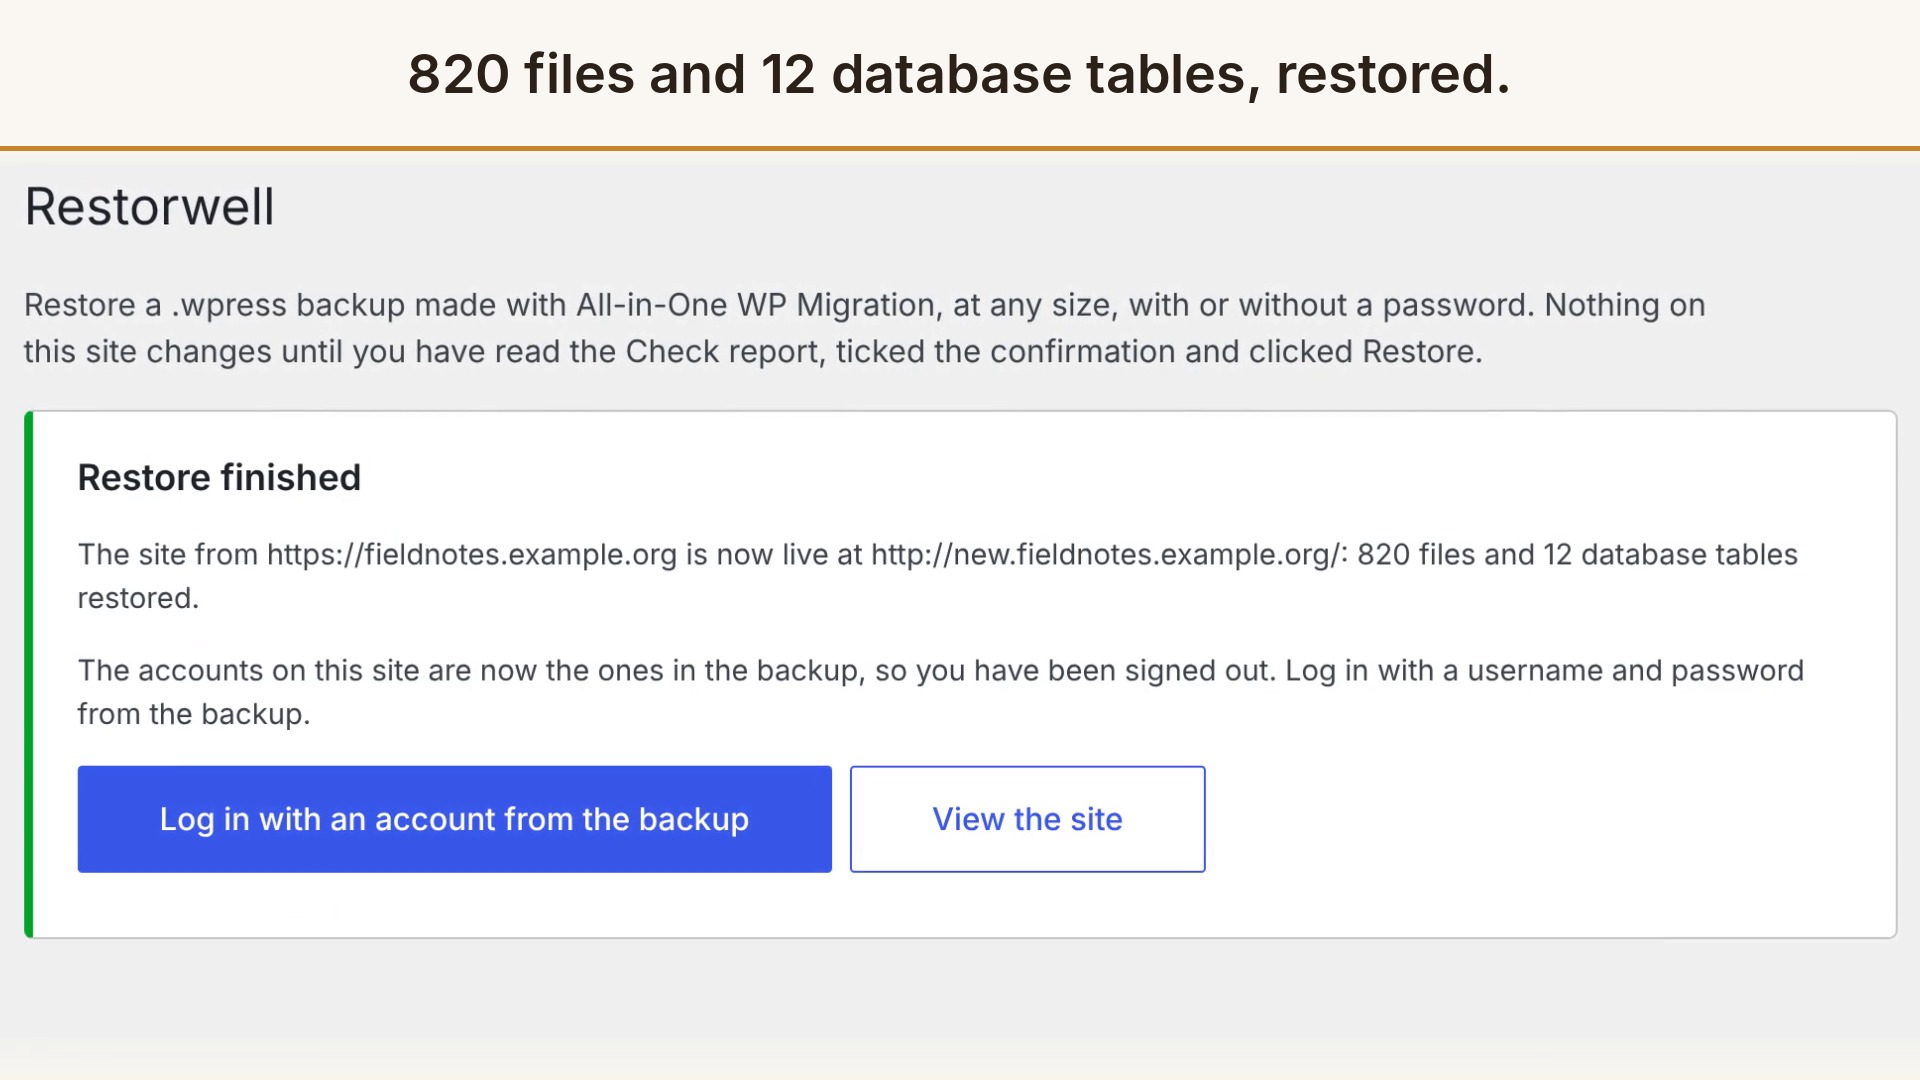 820 files and 12 database tables, restored.
Restorwell
Restore a .wpress backup made with All-in-One WP Migration, at any size, with or without a password. Nothing on
this site changes until you have read the Check report, ticked the confirmation and clicked Restore.
Restore finished
The site from https://fieldnotes.example.org is now live at http://new.fieldnotes.example.org/: 820 files and 12 database tables
restored.
The accounts on this site are now the ones in the backup, so you have been signed out. Log in with a username and password
from the backup.
Log in with an account from the backup
View the site